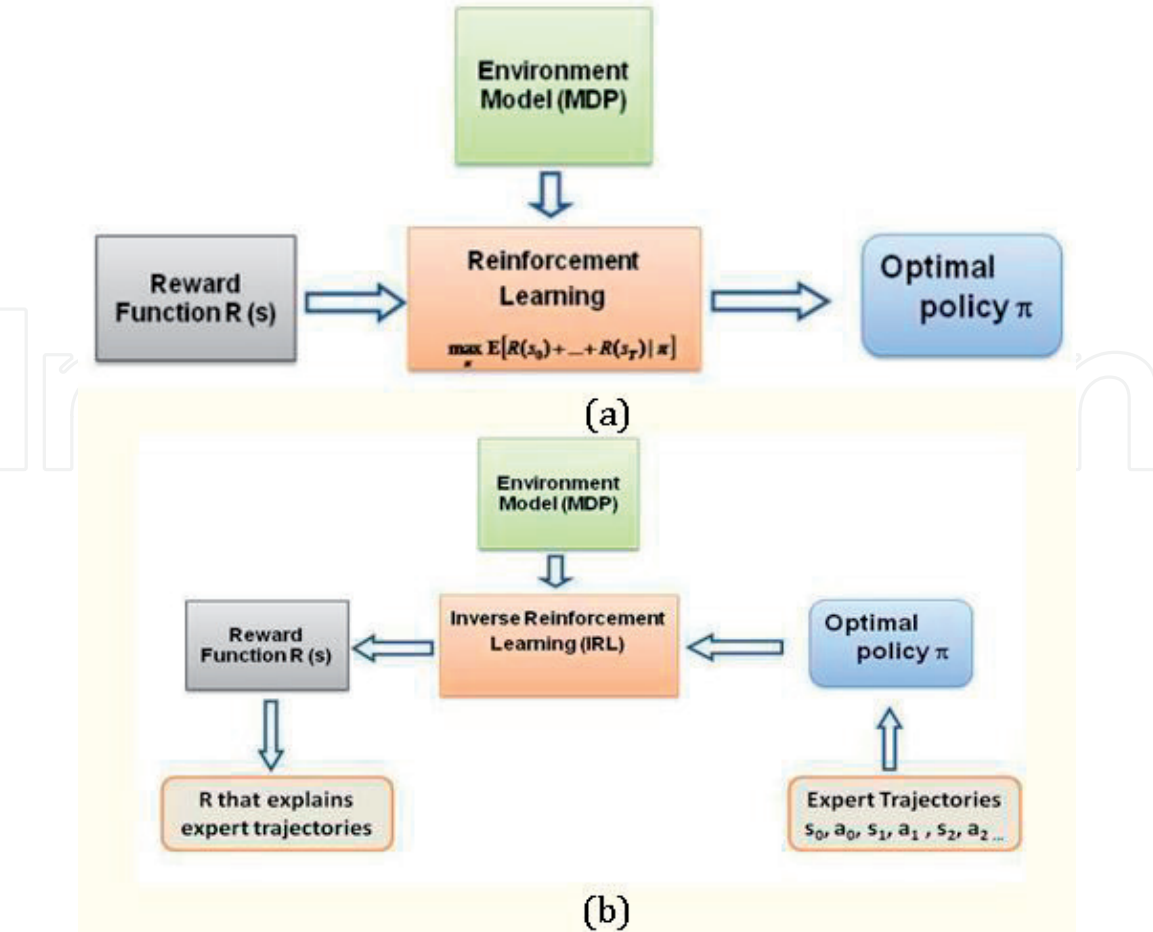 Environment
Model (MDP)
Reward
Function R (s)
Reinforcement
Learning
max E[R(s₀)+...+R(s_T)|π]
π
Optimal
policy π
(a)
Environment
Model (MDP)
Reward
Function R (s)
Inverse Reinforcement
Learning (IRL)
Optimal
policy π
R that explains
expert trajectories
Expert Trajectories
s₀, a₀, s₁, a₁ , s₂, a₂ ...
(b)